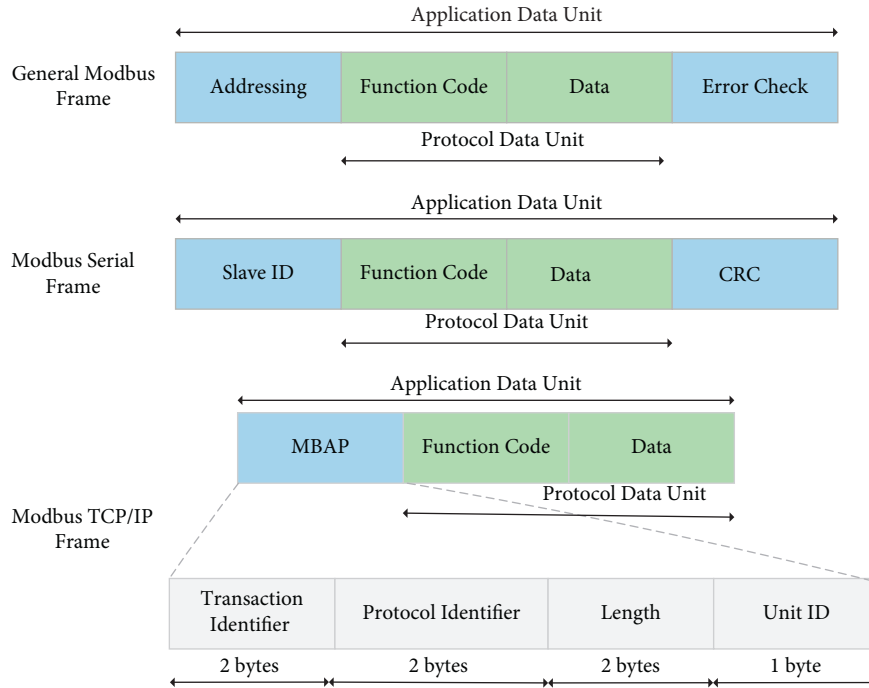 Application Data Unit
General Modbus
Frame
Addressing
Function Code
Data
Error Check
Protocol Data Unit
Application Data Unit
Modbus Serial
Frame
Slave ID
Function Code
Data
CRC
Protocol Data Unit
Application Data Unit
MBAP
Function Code
Data
Protocol Data Unit
Modbus TCP/IP
Frame
Transaction
Identifier
Protocol Identifier
Length
Unit ID
2 bytes
2 bytes
2 bytes
1 byte